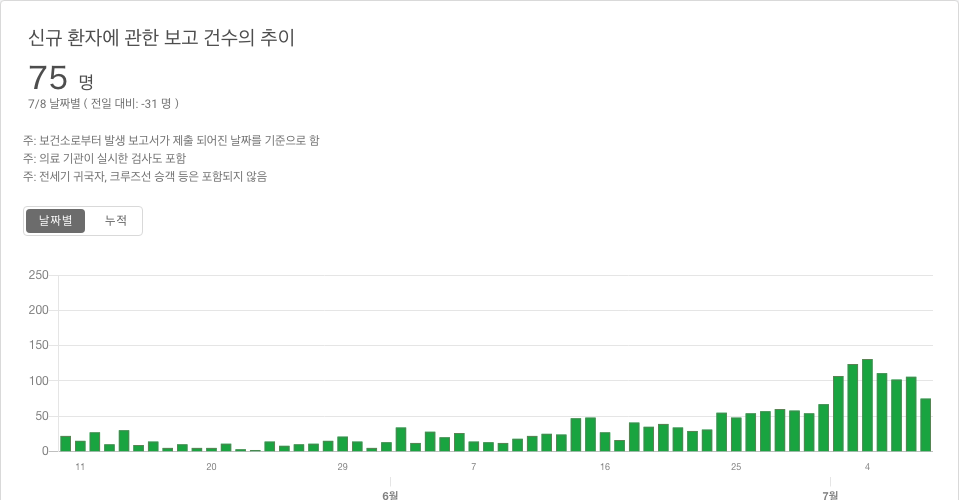 신규 환자에 관한 보고 건수의 추이
75 명
7/8 날짜별 ( 전일 대비: -31 명 )
주: 보건소로부터 발생 보고서가 제출 되어진 날짜를 기준으로 함
주: 의료 기관이 실시한 검사도 포함
주: 전세기 귀국자, 크루즈선 승객 등은 포함되지 않음
날짜별 누적
250
200
150
100
50
0
11 20 29 7 16 25 4
6월 7월